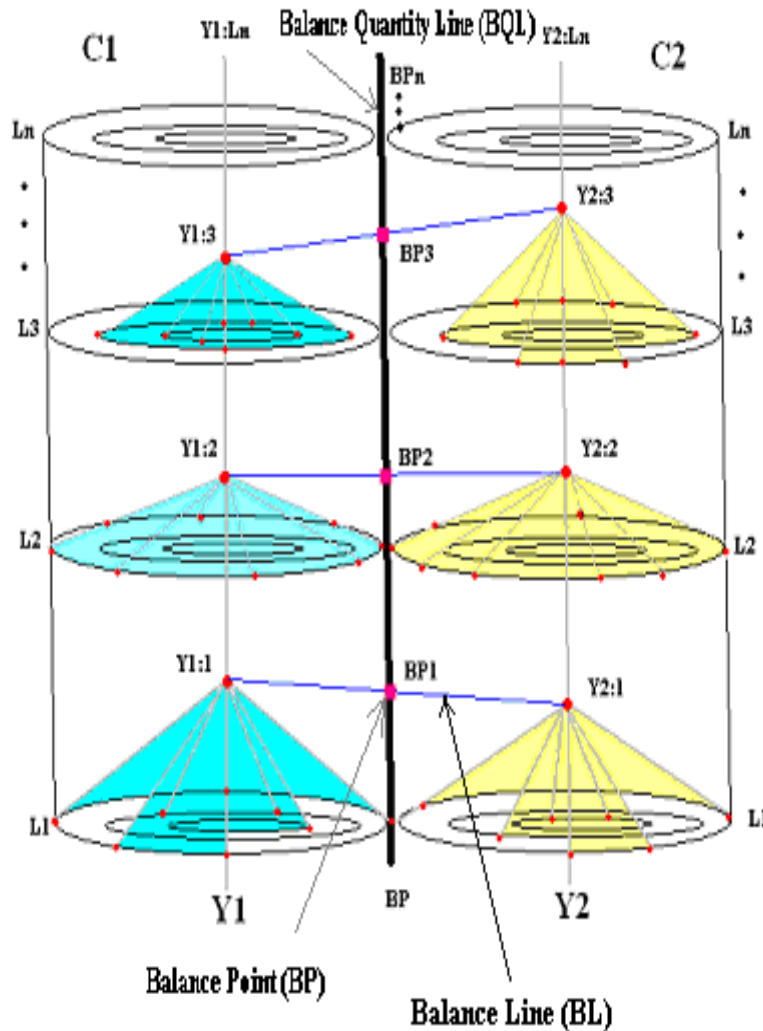 Balance Quantity Line (BQL)
C1
Y1:Ln
Y2:Ln
C2
BPn
Ln
Ln
Y2:3
Y1:3
BP3
L3
L3
Y1:2
BP2
Y2:2
L2
L2
Y1:1
BP1
Y2:1
L1
L1
Y1
BP
Y2
Balance Point (BP)
Balance Line (BL)